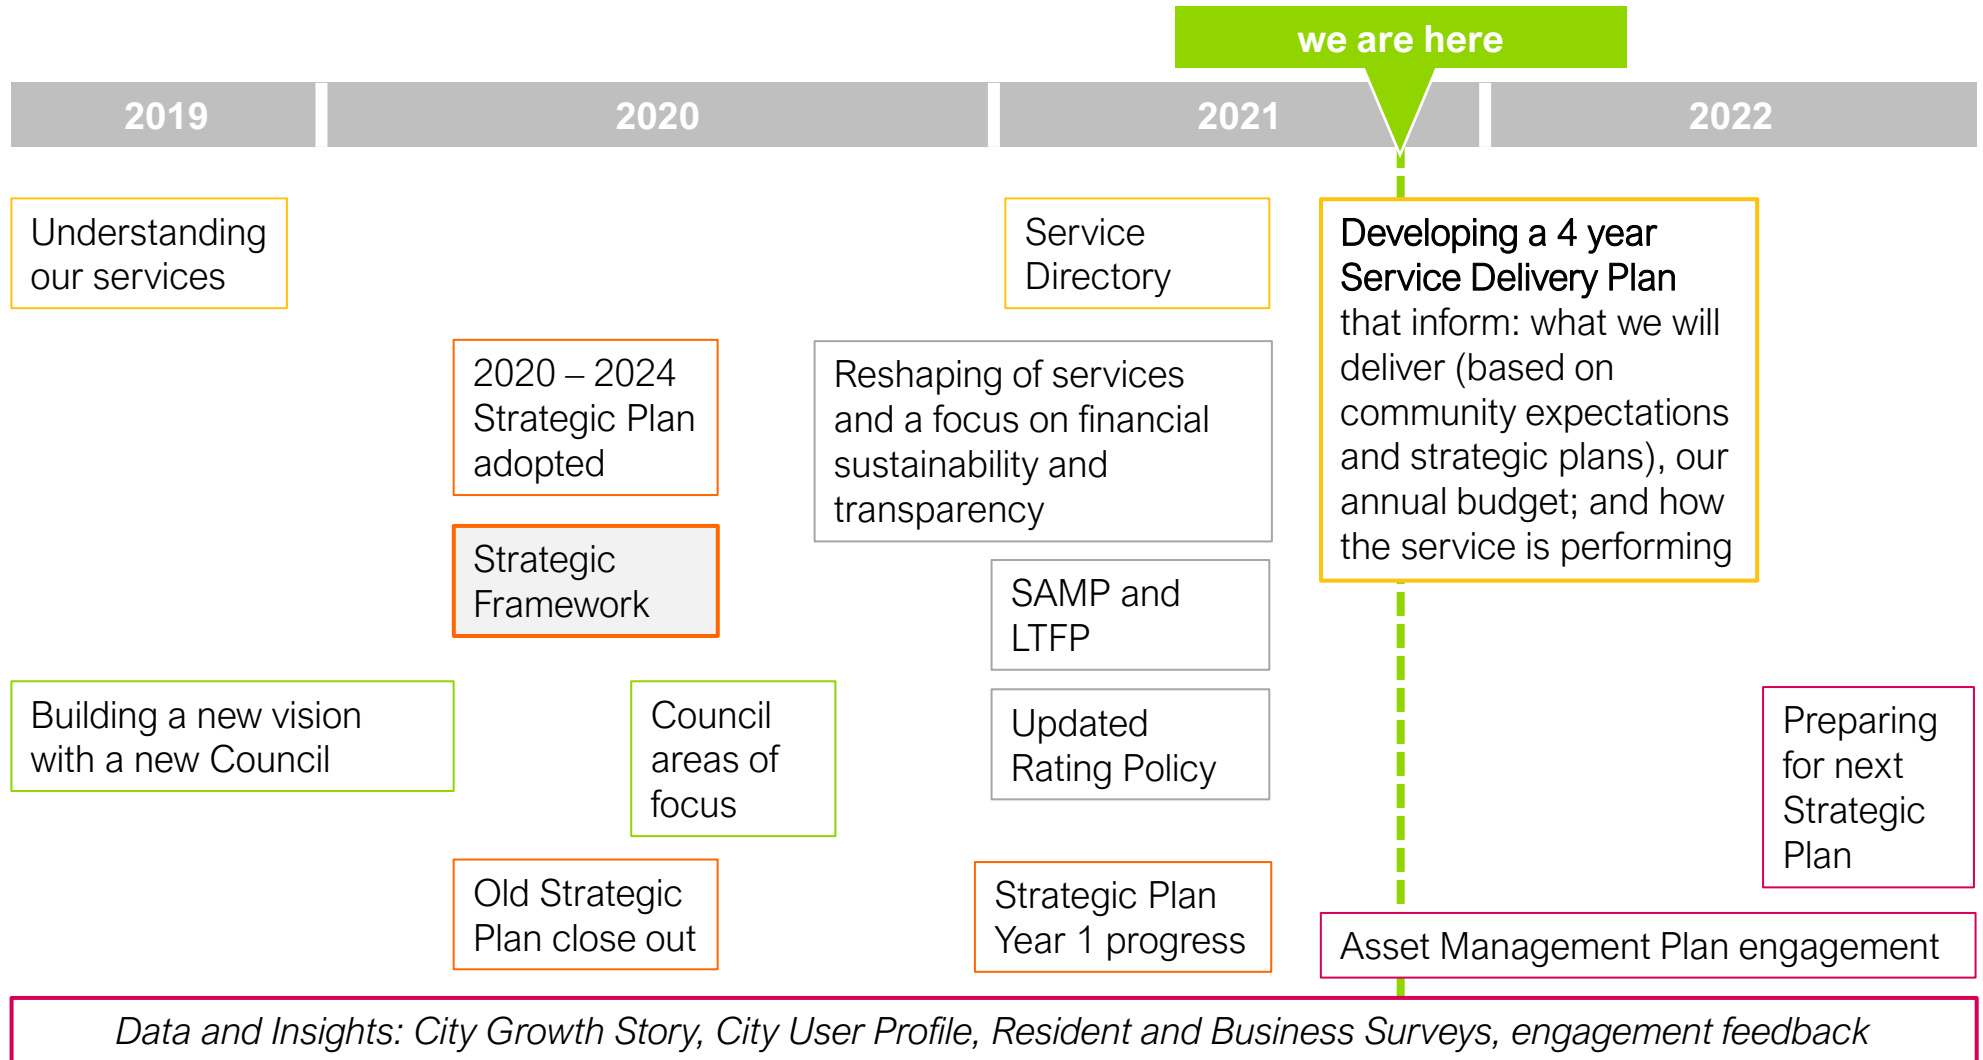 we are here
2019
2020
2021
2022
Understanding
our services
Service
Directory
Developing a 4 year
Service Delivery Plan
that inform: what we will
deliver (based on
community expectations
and strategic plans), our
annual budget; and how
the service is performing
2020 – 2024
Strategic Plan
adopted
Reshaping of services
and a focus on financial
sustainability and
transparency
Strategic
Framework
SAMP and
LTFP
Building a new vision
with a new Council
Council
areas of
focus
Updated
Rating Policy
Preparing
for next
Strategic
Plan
Old Strategic
Plan close out
Strategic Plan
Year 1 progress
Asset Management Plan engagement
Data and Insights: City Growth Story, City User Profile, Resident and Business Surveys, engagement feedback